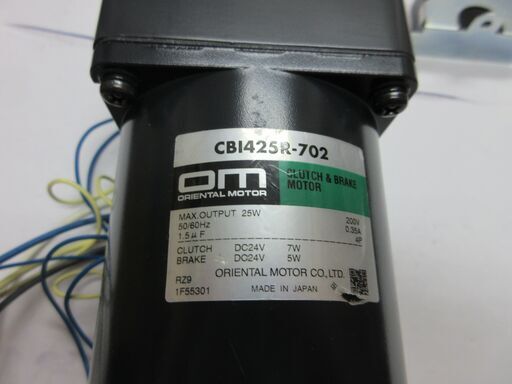 CBI425R-702
om
ORIENTAL MOTOR
CLUTCH & BRAKE
MOTOR
MAX.OUTPUT 25W 200V
50/60Hz 0.35A
1.5μF 4P
CLUTCH DC24V 7W
BRAKE DC24V 5W
ORIENTAL MOTOR CO.,LTD.
RZ9
1F55301 MADE IN JAPAN